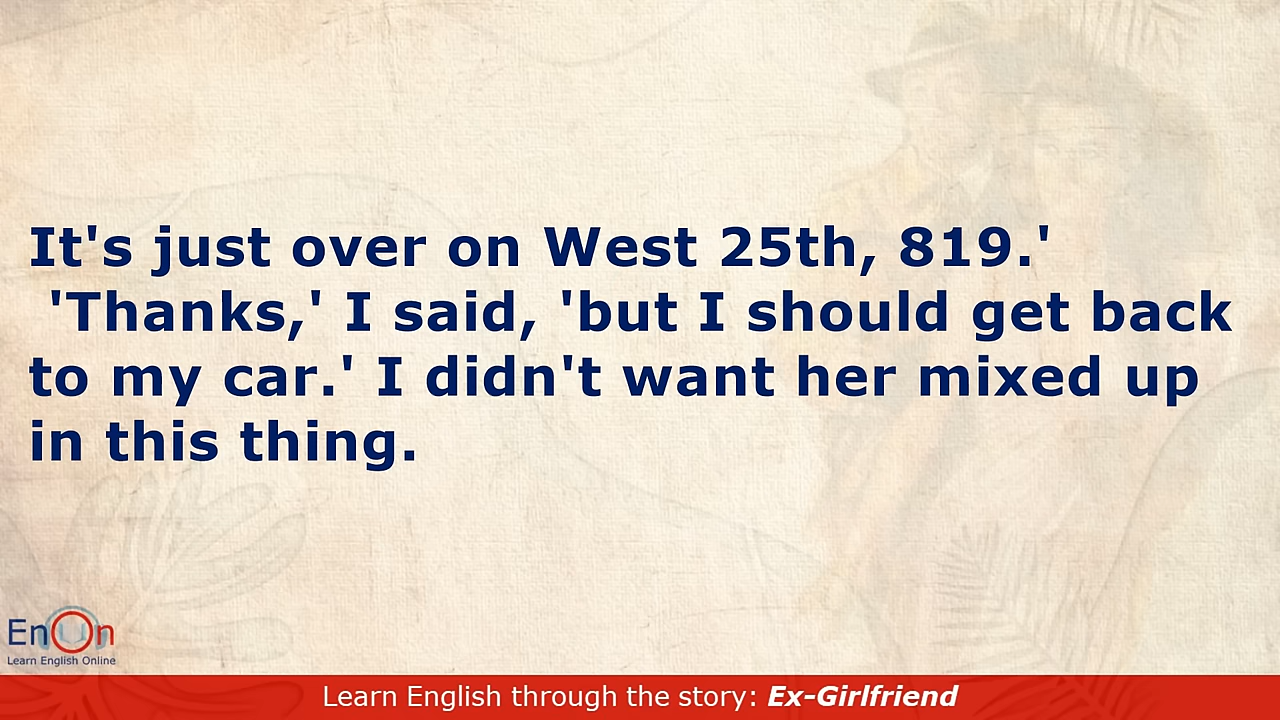 It's just over on West 25th, 819.'
'Thanks,' I said, 'but I should get back
to my car.' I didn't want her mixed up
in this thing.
EnOn
Learn English Online
Learn English through the story: Ex-Girlfriend